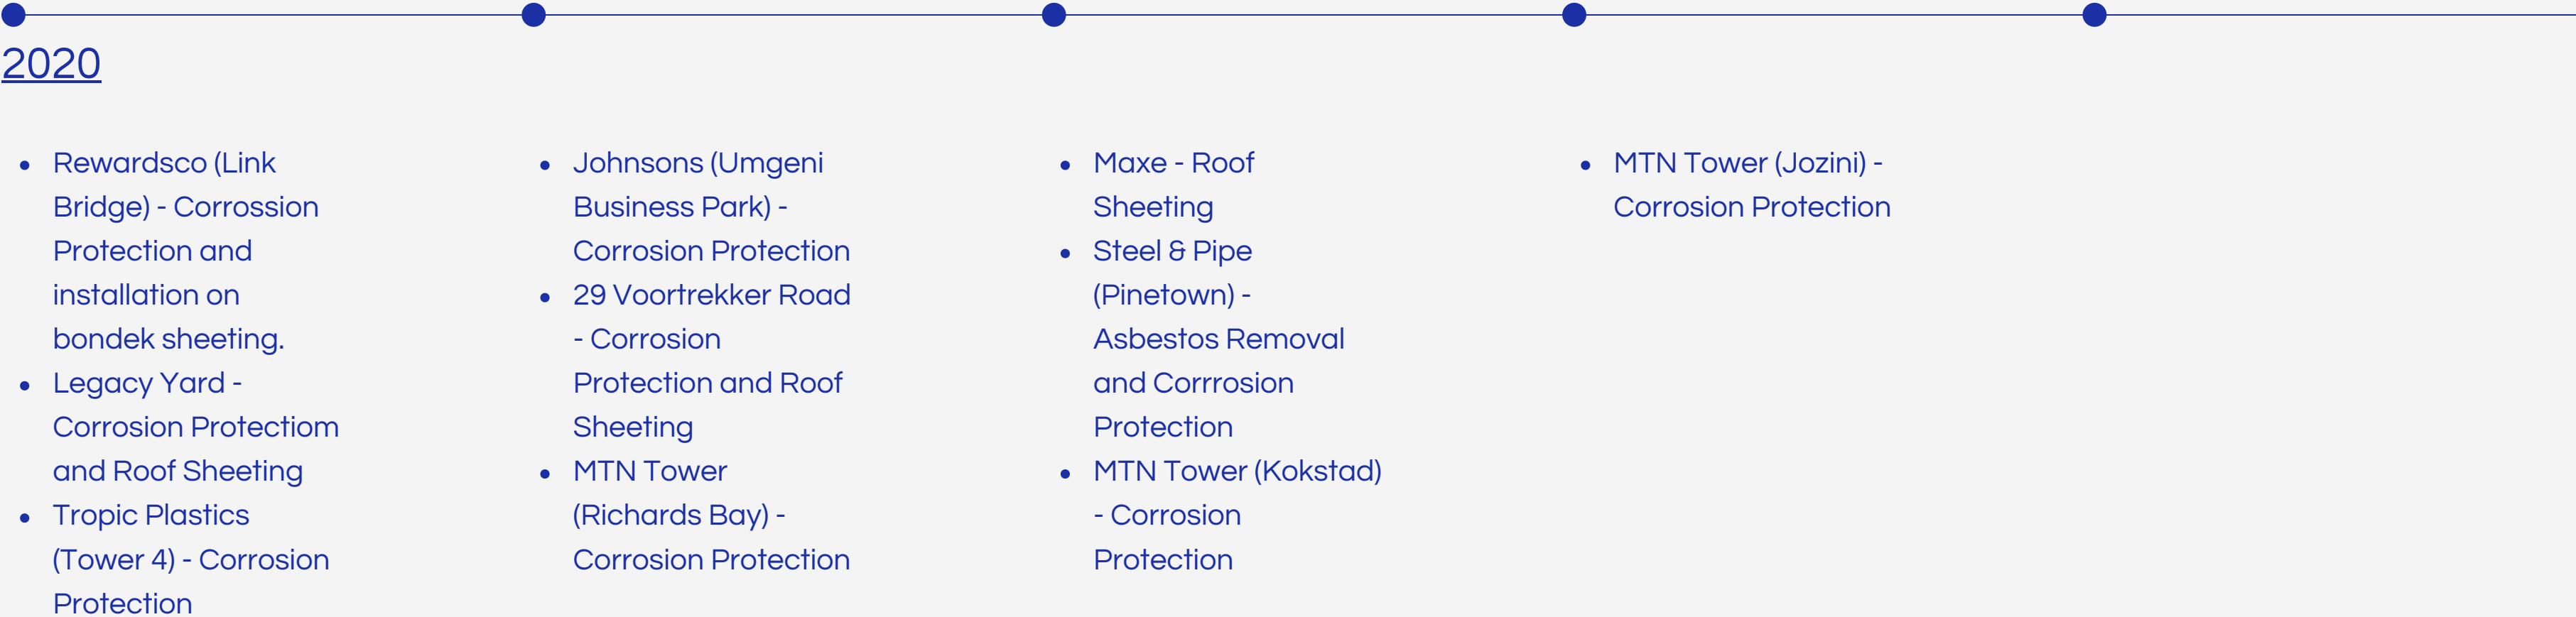 2020
• Rewardsco (Link
Bridge) - Corrossion
Protection and
installation on
bondek sheeting.
• Legacy Yard -
Corrosion Protectiom
and Roof Sheeting
• Tropic Plastics
(Tower 4) - Corrosion
Protection
• Johnsons (Umgeni
Business Park) -
Corrosion Protection
• 29 Voortrekker Road
- Corrosion
Protection and Roof
Sheeting
• MTN Tower
(Richards Bay) -
Corrosion Protection
• Maxe - Roof
Sheeting
• Steel & Pipe
(Pinetown) -
Asbestos Removal
and Corrrosion
Protection
• MTN Tower (Kokstad)
- Corrosion
Protection
• MTN Tower (Jozini) -
Corrosion Protection